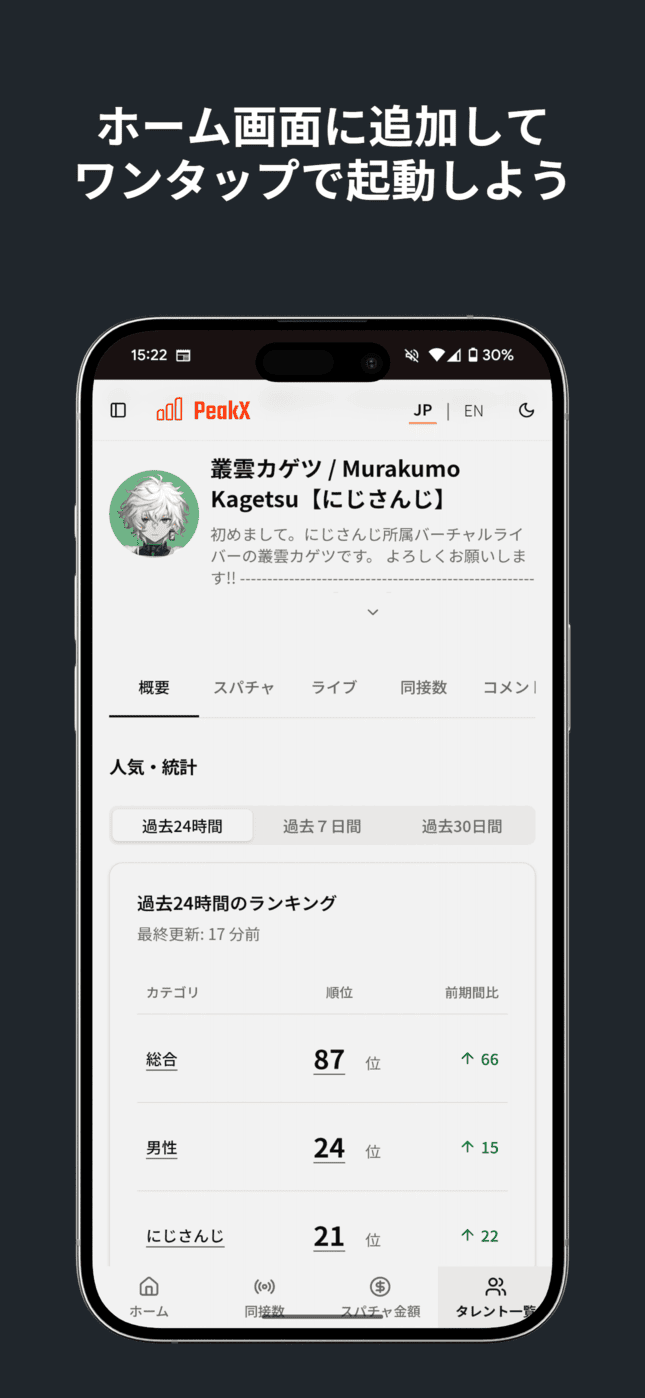 ホーム画面に追加して
ワンタップで起動しよう
15:22
30%
PeakX
JP | EN
叢雲カゲツ / Murakumo
Kagetsu【にじさんじ】
初めまして。にじさんじ所属バーチャルライ
バーの叢雲カゲツです。 よろしくお願いしま
す!! ------------------------------------------------------
概要 スパチャ ライブ 同接数 コメント
人気・統計
過去24時間 過去７日間 過去30日間
過去24時間のランキング
最終更新: 17 分前
カテゴリ 順位 前期間比
総合 87 位 ↑ 66
男性 24 位 ↑ 15
にじさんじ 21 位 ↑ 22
ホーム 同接数 スパチャ金額 タレント一覧